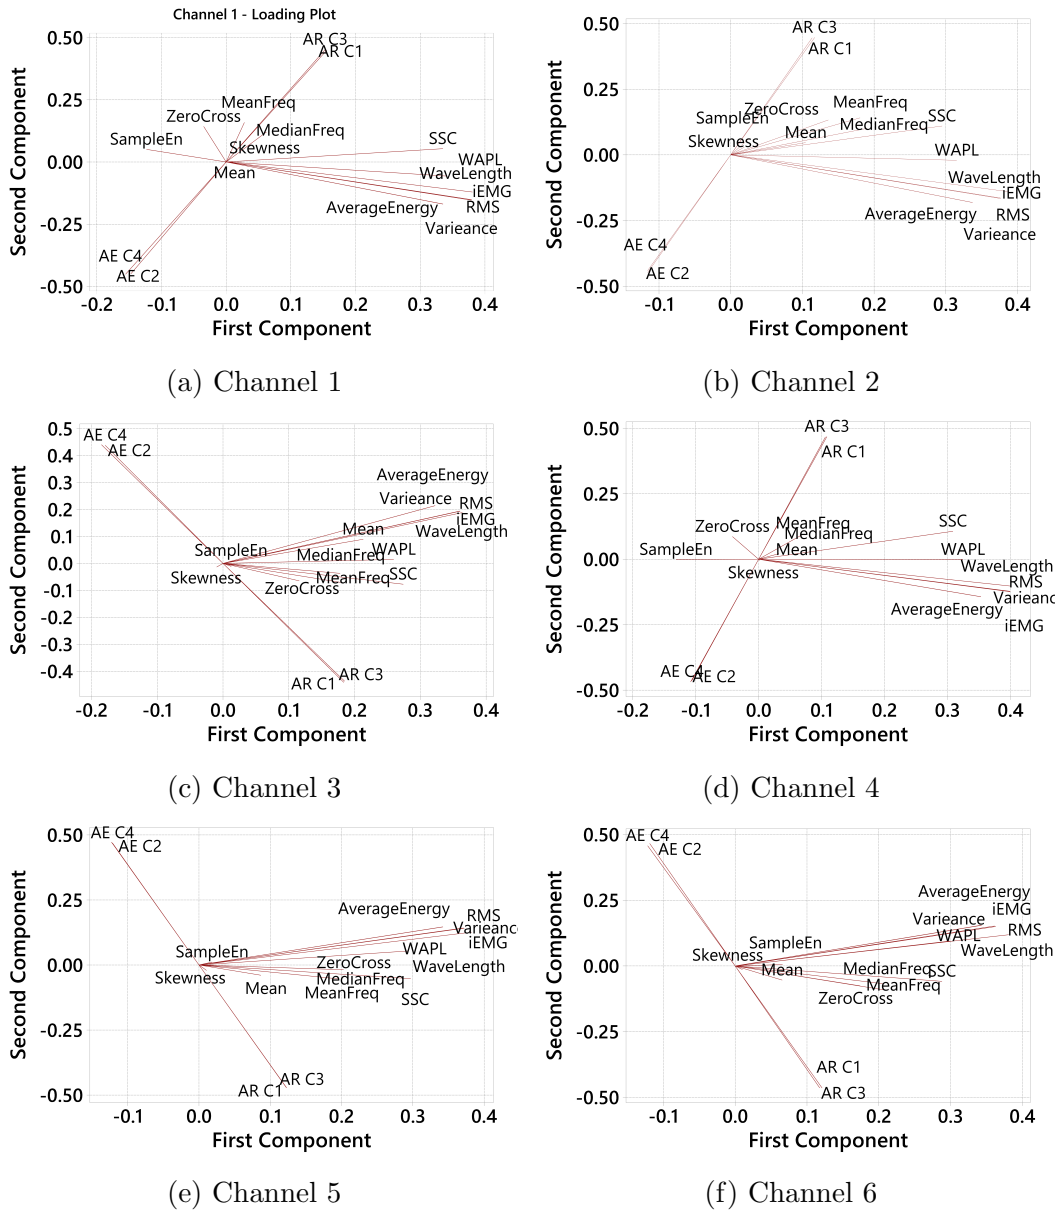 Channel 1 - Loading Plot
Second Component
0.50
0.25
0.00
-0.25
-0.50
AR C3
AR C1
MeanFreq
ZeroCross
MedianFreq
SampleEn
Skewness
SSC
WAPL
Mean
WaveLength
iEMG
AverageEnergy
RMS
Varieance
AE C4
AE C2
-0.2 -0.1 0.0 0.1 0.2 0.3 0.4
First Component
(a) Channel 1
Second Component
0.50
0.25
0.00
-0.25
-0.50
AR C3
AR C1
MeanFreq
ZeroCross
SampleEn
SSC
MedianFreq
Mean
Skewness
WAPL
WaveLength
iEMG
AverageEnergy
RMS
Varieance
AE C4
AE C2
-0.1 0.0 0.1 0.2 0.3 0.4
First Component
(b) Channel 2
Second Component
0.5
0.4
0.3
0.2
0.1
0.0
-0.1
-0.2
-0.3
-0.4
AE C4
AE C2
AverageEnergy
Varieance
RMS
iEMG
Mean
WaveLength
SampleEn
MedianFreq
WAPL
Skewness
MeanFreq
SSC
ZeroCross
AR C3
AR C1
-0.2 -0.1 0.0 0.1 0.2 0.3 0.4
First Component
(c) Channel 3
Second Component
0.50
0.25
0.00
-0.25
-0.50
AR C3
AR C1
ZeroCross
MeanFreq
SSC
MedianFreq
SampleEn
Mean
WAPL
Skewness
WaveLength
RMS
Varieanc
AverageEnergy
iEMG
AE C4
AE C2
-0.2 -0.1 0.0 0.1 0.2 0.3 0.4
First Component
(d) Channel 4
Second Component
0.50
0.25
0.00
-0.25
-0.50
AE C4
AE C2
AverageEnergy
RMS
Varieanc
iEMG
SampleEn
WAPL
ZeroCross
WaveLength
Skewness
MedianFreq
Mean
MeanFreq
SSC
AR C3
AR C1
-0.1 0.0 0.1 0.2 0.3 0.4
First Component
(e) Channel 5
Second Component
0.50
0.25
0.00
-0.25
-0.50
AE C4
AE C2
AverageEnergy
iEMG
Varieance
RMS
WAPL
SampleEn
WaveLength
Skewness
Mean
MedianFreq
SSC
MeanFreq
ZeroCross
AR C1
AR C3
-0.1 0.0 0.1 0.2 0.3 0.4
First Component
(f) Channel 6